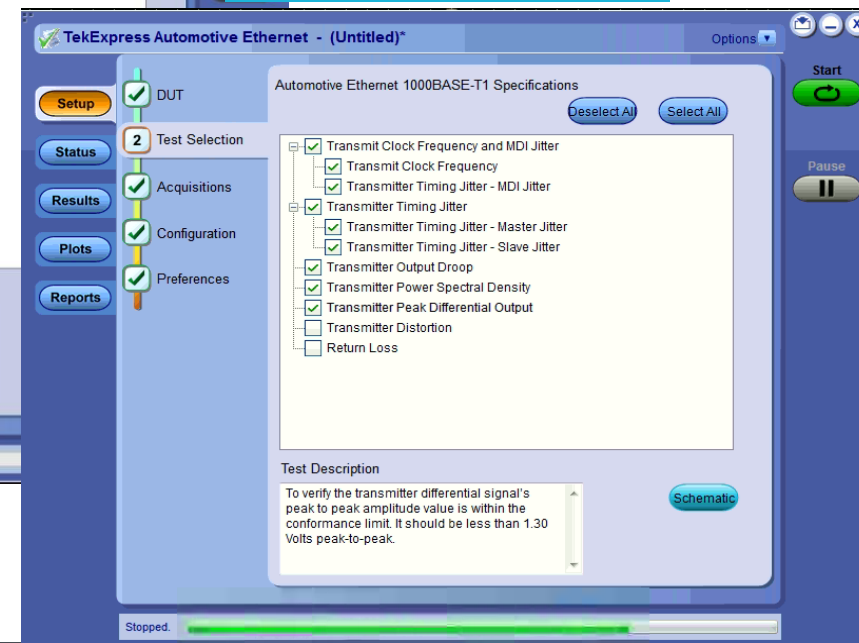 TekExpress Automotive Ethernet - (Untitled)*
Options
Start
Pause
Setup
Status
Results
Plots
Reports
DUT
2 Test Selection
Acquisitions
Configuration
Preferences
Automotive Ethernet 1000BASE-T1 Specifications
Deselect All
Select All
Transmit Clock Frequency and MDI Jitter
Transmit Clock Frequency
Transmitter Timing Jitter - MDI Jitter
Transmitter Timing Jitter
Transmitter Timing Jitter - Master Jitter
Transmitter Timing Jitter - Slave Jitter
Transmitter Output Droop
Transmitter Power Spectral Density
Transmitter Peak Differential Output
Transmitter Distortion
Return Loss
Test Description
To verify the transmitter differential signal's
peak to peak amplitude value is within the
conformance limit. It should be less than 1.30
Volts peak-to-peak.
Schematic
Stopped.